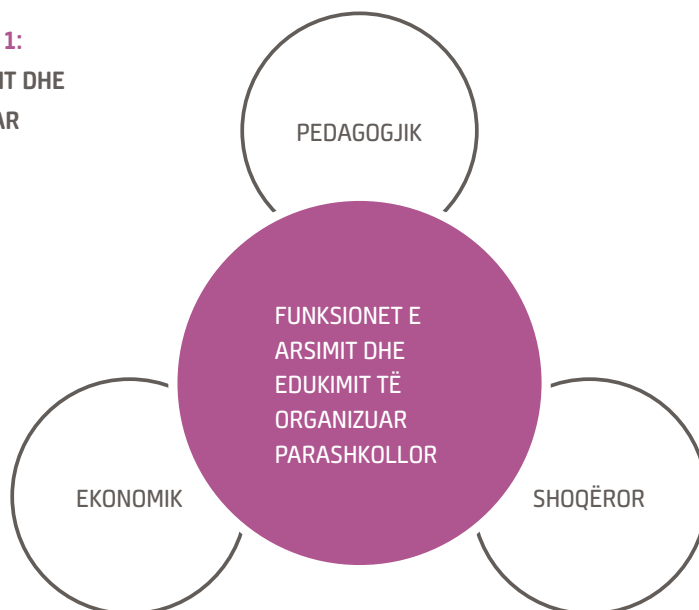 1:
IT DHE
AR
PEDAGOGJIK
FUNKSIONET E
ARSIMIT DHE
EDUKIMIT TË
ORGANIZUAR
PARASHKOLLOR
EKONOMIK
SHOQËROR